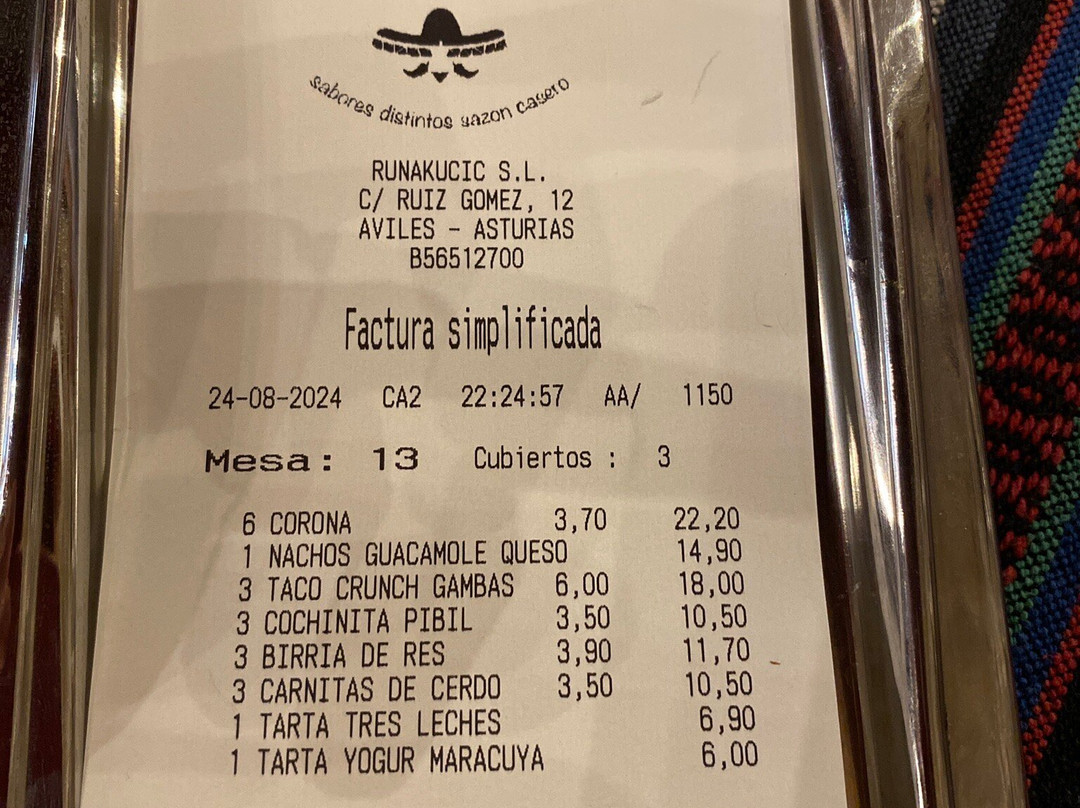 sabores distintos sazon casero
RUNAKUCIC S.L.
C/ RUIZ GOMEZ, 12
AVILES - ASTURIAS
B56512700
Factura simplificada
24-08-2024 CA2 22:24:57 AA/ 1150
Mesa: 13 Cubiertos : 3
6 CORONA 3,70 22,20
1 NACHOS GUACAMOLE QUESO 14,90
3 TACO CRUNCH GAMBAS 6,00 18,00
3 COCHINITA PIBIL 3,50 10,50
3 BIRRIA DE RES 3,90 11,70
3 CARNITAS DE CERDO 3,50 10,50
1 TARTA TRES LECHES 6,90
1 TARTA YOGUR MARACUYA 6,00